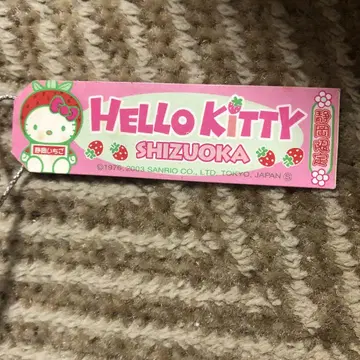 HELLO KITTY
SHIZUOKA
静岡いちご
©1976, 2003 SANRIO CO., LTD. TOKYO, JAPAN Ⓢ
静岡限定